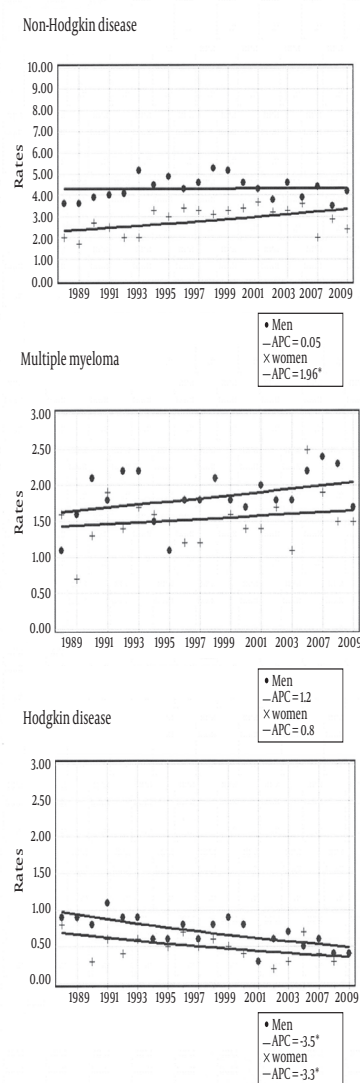 Non-Hodgkin disease
Rates
10.00
9.00
8.00
7.00
6.00
5.00
4.00
3.00
2.00
1.00
0.00
1989 1991 1993 1995 1997 1999 2001 2003 2007 2009
• Men
— APC = 0.05
× women
— APC = 1.96*
Multiple myeloma
Rates
3.00
2.50
2.00
1.50
1.00
0.50
0.00
1989 1991 1993 1995 1997 1999 2001 2003 2007 2009
• Men
— APC = 1.2
× women
— APC = 0.8
Hodgkin disease
Rates
3.00
2.50
2.00
1.50
1.00
0.50
0.00
1989 1991 1993 1995 1997 1999 2001 2003 2007 2009
• Men
— APC = -3.5*
× women
— APC = -3.3*